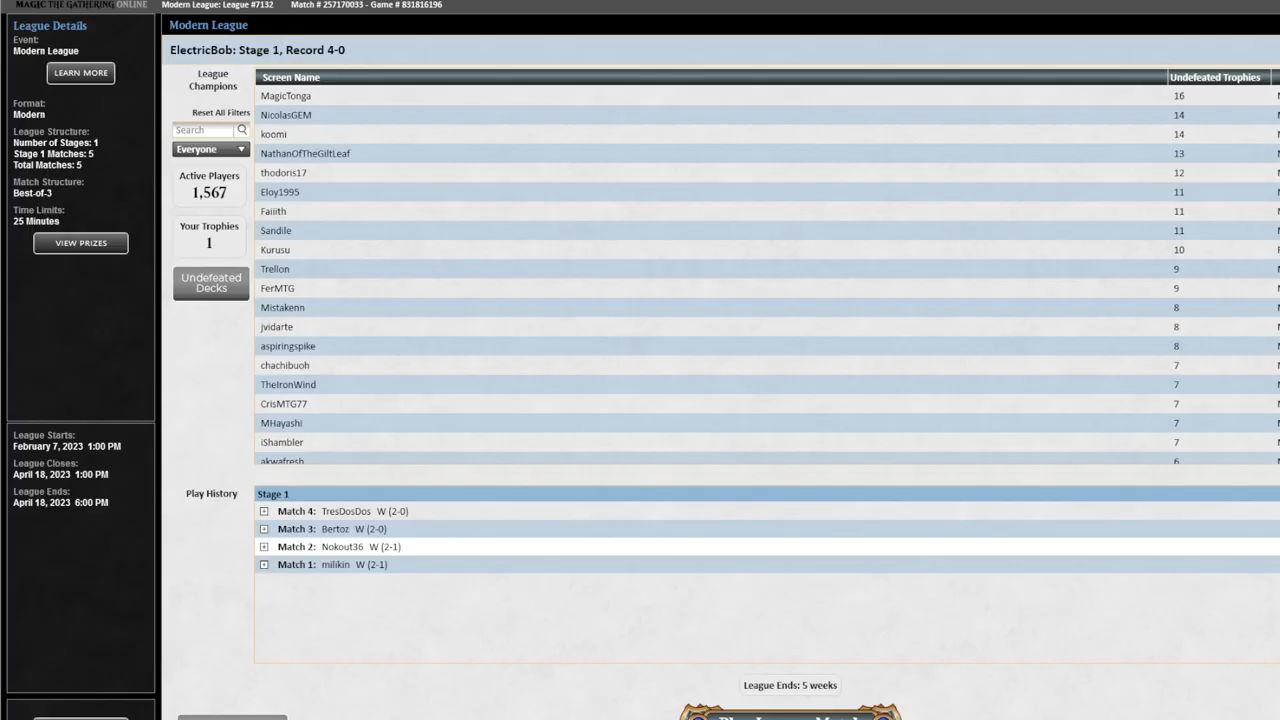 MAGIC THE GATHERING ONLINE
Modern League: League #7132
Match # 257170033 - Game # 831816196
League Details
Event:
Modern League
LEARN MORE
Format:
Modern
League Structure:
Number of Stages: 1
Stage 1 Matches: 5
Total Matches: 5
Match Structure:
Best-of-3
Time Limits:
25 Minutes
VIEW PRIZES
League Starts:
February 7, 2023 1:00 PM
League Closes:
April 18, 2023 1:00 PM
League Ends:
April 18, 2023 6:00 PM
Modern League
ElectricBob: Stage 1, Record 4-0
League
Champions
Reset All Filters
Search
Everyone
Active Players
1,567
Your Trophies
1
Undefeated
Decks
Screen Name Undefeated Trophies
MagicTonga 16
NicolasGEM 14
koomi 14
NathanOfTheGiltLeaf 13
thodoris17 12
Eloy1995 11
Faiiith 11
Sandile 11
Kurusu 10
Trellon 9
FerMTG 9
Mistakenn 8
jvidarte 8
aspiringspike 8
chachibuoh 7
TheIronWind 7
CrisMTG77 7
MHayashi 7
iShambler 7
akwafresh 6
Play History
Stage 1
Match 4: TresDosDos W (2-0)
Match 3: Bertoz W (2-0)
Match 2: Nokout36 W (2-1)
Match 1: milikin W (2-1)
League Ends: 5 weeks